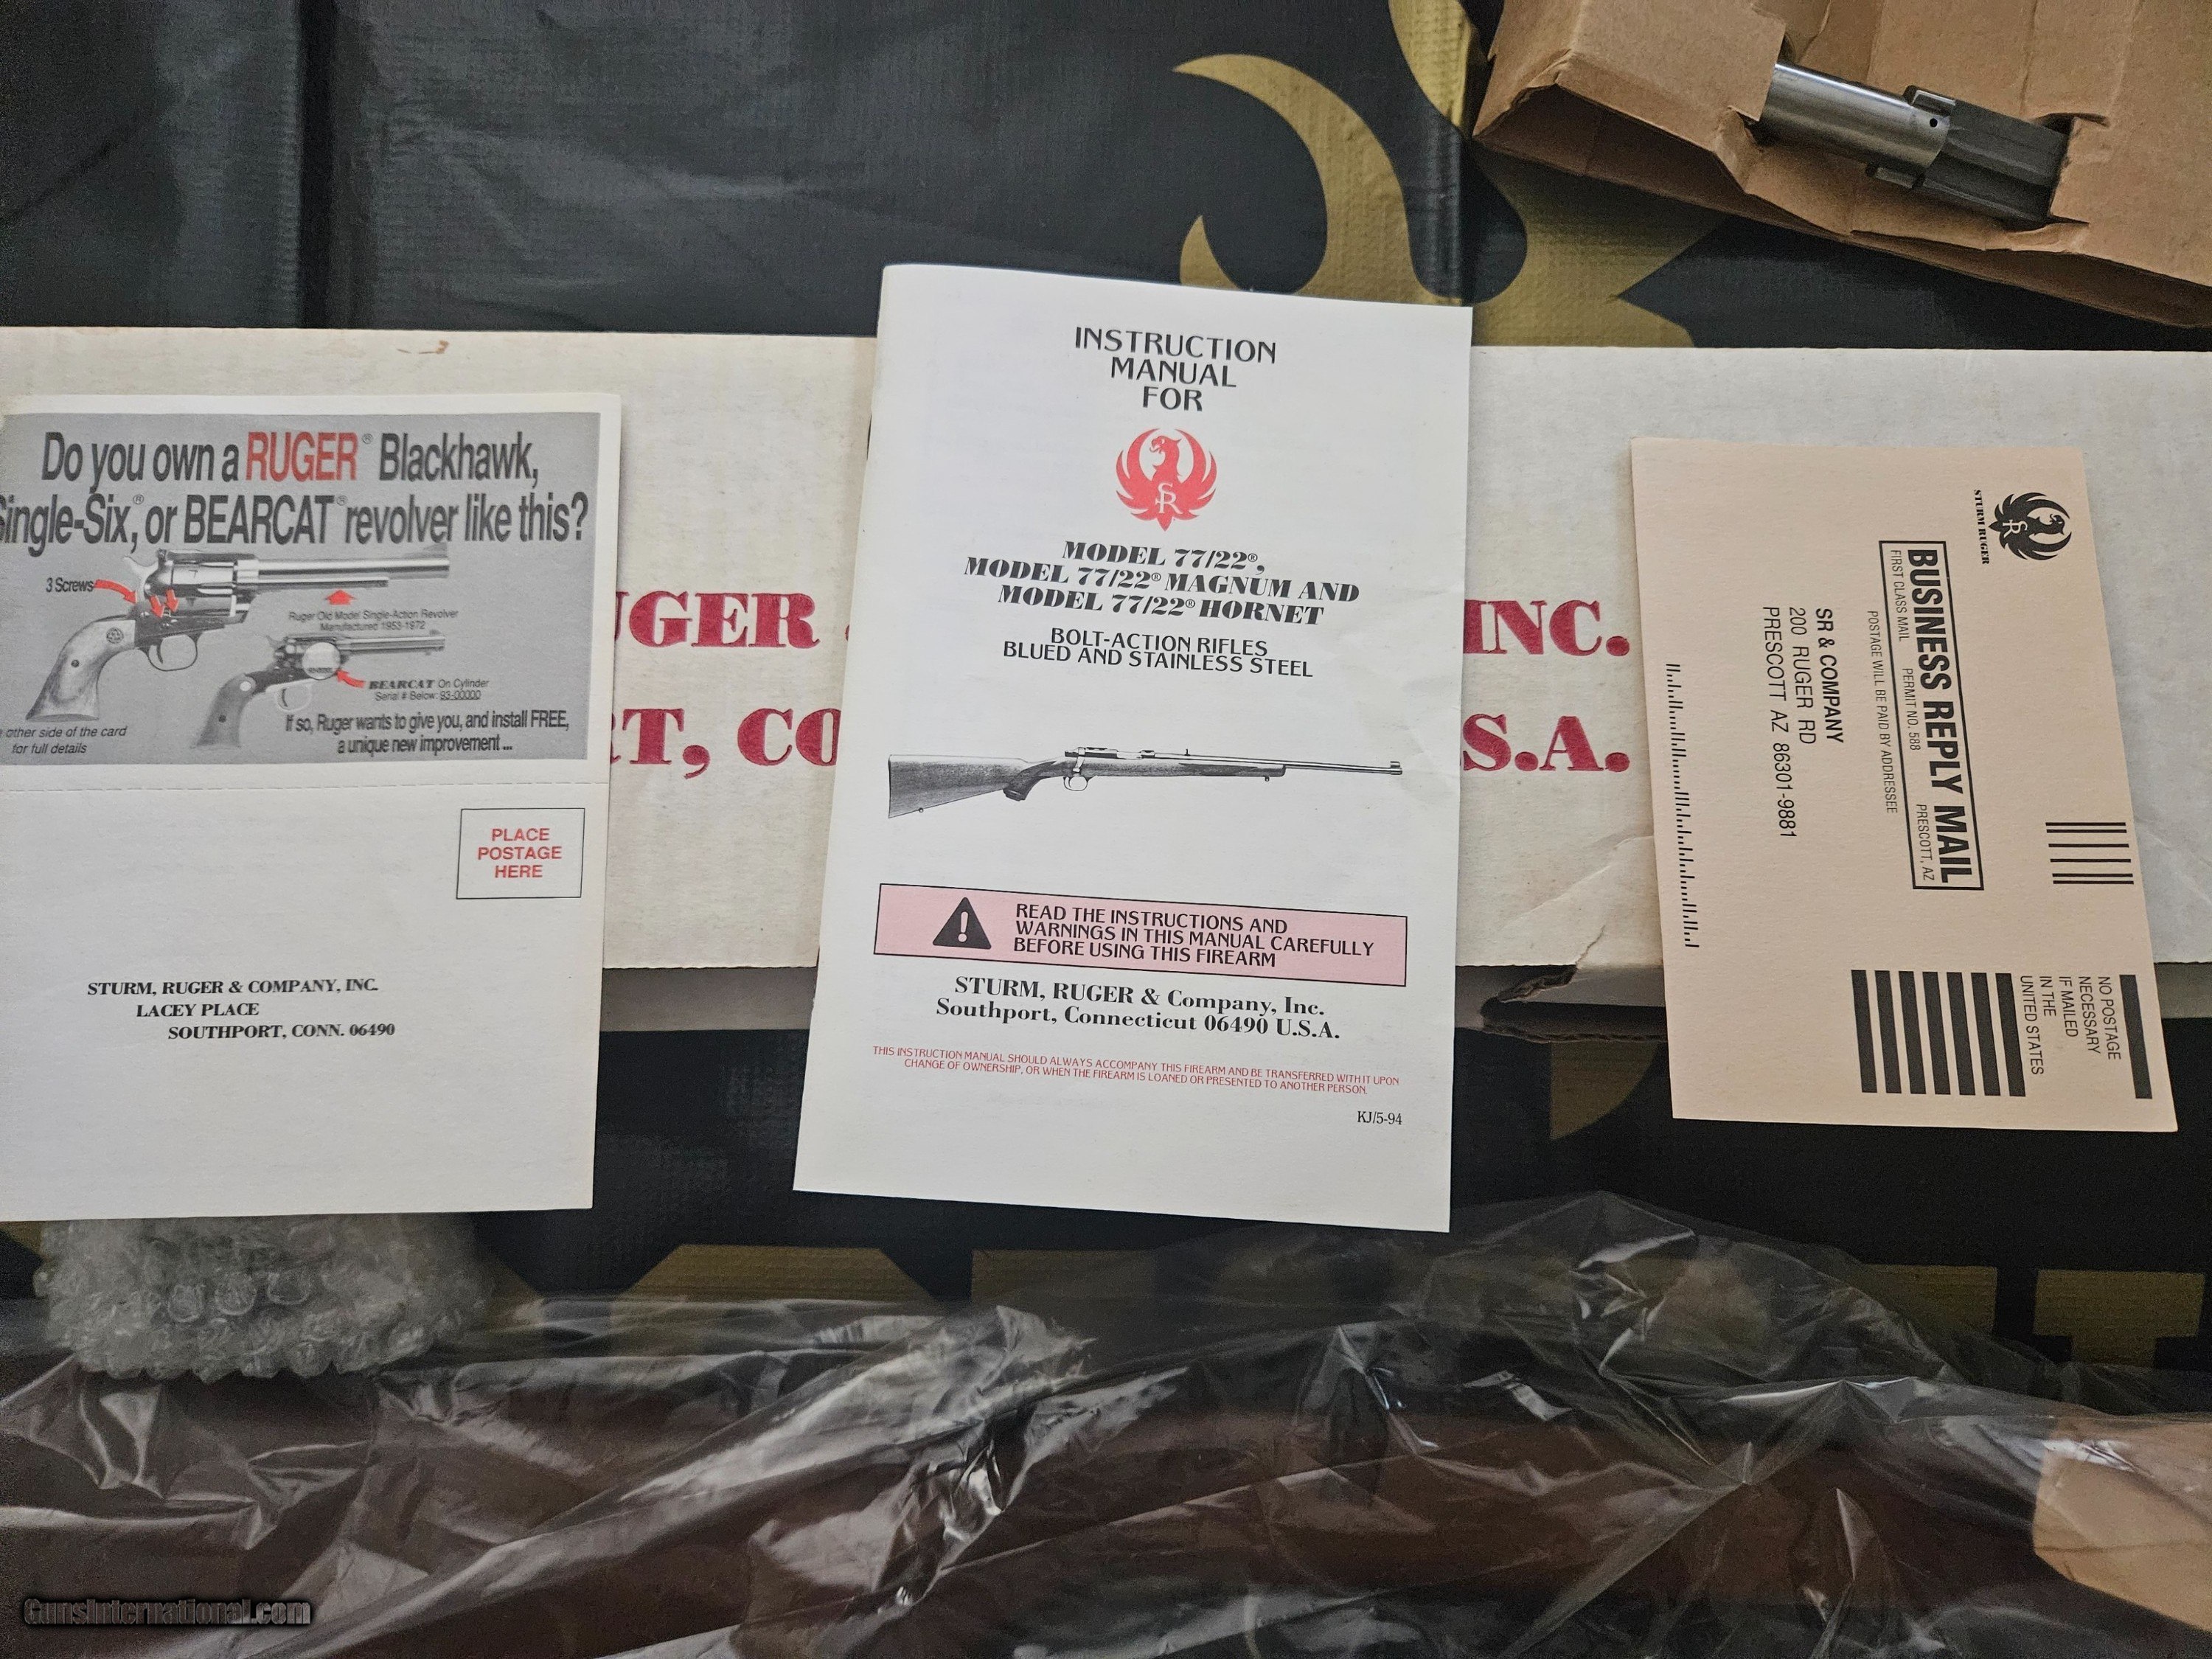 Do you own a RUGER® Blackhawk,
Single-Six,® or BEARCAT® revolver like this?
3 Screws
Ruger Old Model Single-Action Revolver
Manufactured 1953-1972
BEARCAT On Cylinder
Serial # Below: 93-00000
other side of the card
for full details
If so, Ruger wants to give you, and install FREE,
a unique new improvement ...
PLACE
POSTAGE
HERE
STURM, RUGER & COMPANY, INC.
LACEY PLACE
SOUTHPORT, CONN. 06490
UGER
INC.
RT, CO
S.A.
INSTRUCTION
MANUAL
FOR
SR
MODEL 77/22®,
MODEL 77/22® MAGNUM AND
MODEL 77/22® HORNET
BOLT-ACTION RIFLES
BLUED AND STAINLESS STEEL
READ THE INSTRUCTIONS AND
WARNINGS IN THIS MANUAL CAREFULLY
BEFORE USING THIS FIREARM
STURM, RUGER & Company, Inc.
Southport, Connecticut 06490 U.S.A.
THIS INSTRUCTION MANUAL SHOULD ALWAYS ACCOMPANY THIS FIREARM AND BE TRANSFERRED WITH IT UPON
CHANGE OF OWNERSHIP, OR WHEN THE FIREARM IS LOANED OR PRESENTED TO ANOTHER PERSON.
KJ/5-94
SR
STURM RUGER
NO POSTAGE
NECESSARY
IF MAILED
IN THE
UNITED STATES
BUSINESS REPLY MAIL
FIRST CLASS MAIL PERMIT NO. 588 PRESCOTT, AZ
POSTAGE WILL BE PAID BY ADDRESSEE
SR & COMPANY
200 RUGER RD
PRESCOTT AZ 86301-9881
GunsInternational.com